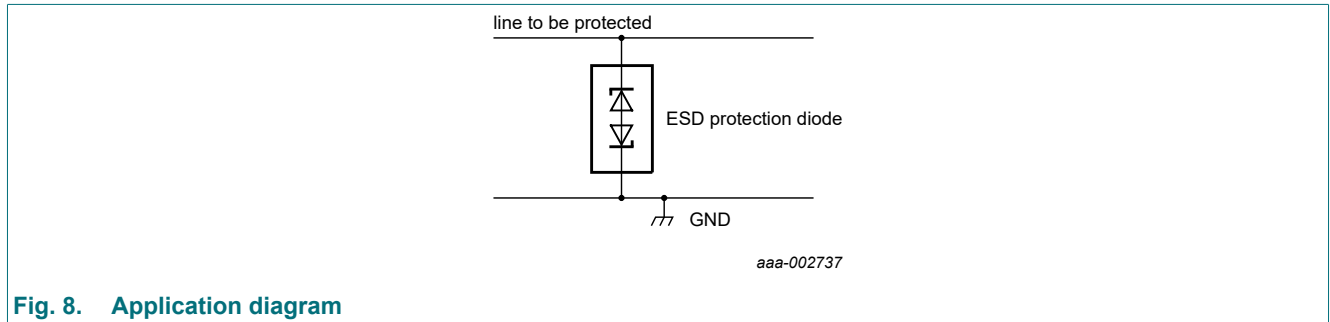 line to be protected
ESD protection diode
GND
aaa-002737
Fig. 8. Application diagram